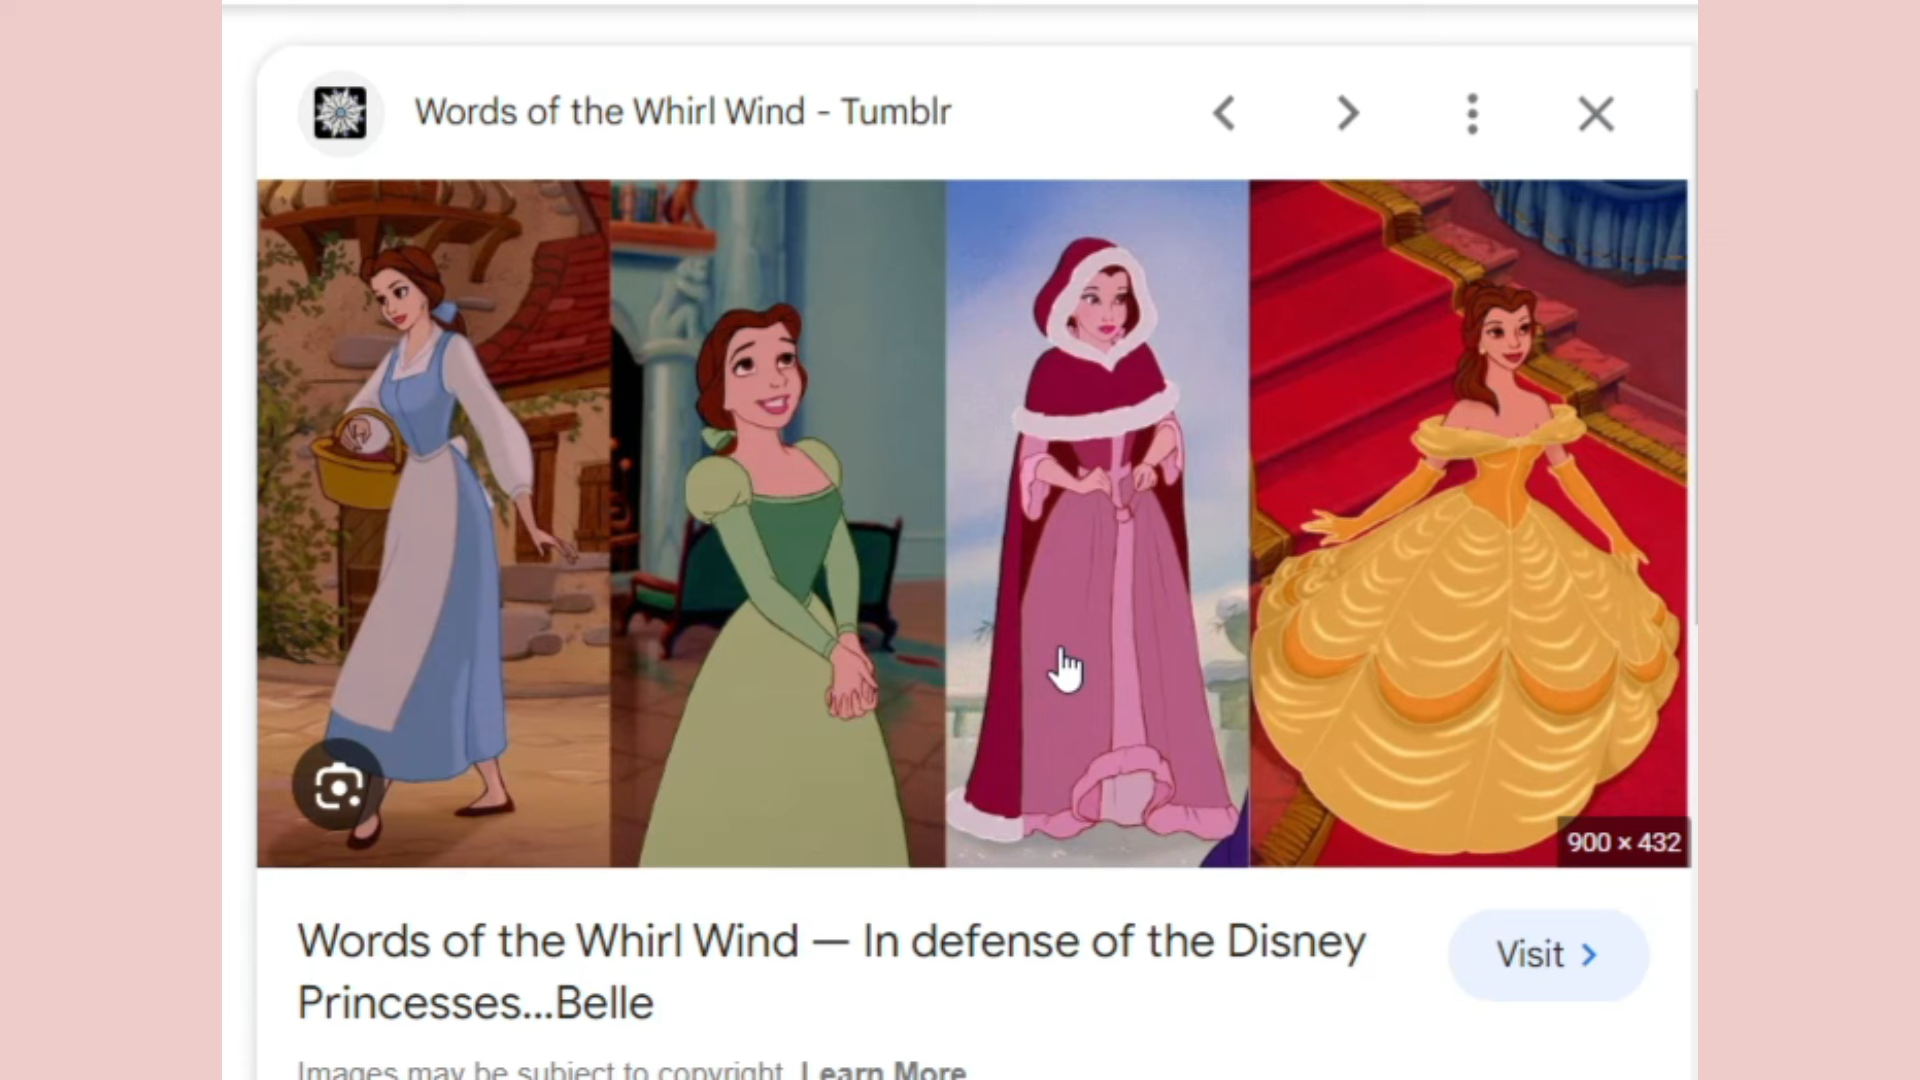 Words of the Whirl Wind - Tumblr
900 × 432
Words of the Whirl Wind — In defense of the Disney
Princesses...Belle
Visit
Images may be subject to copyright. Learn More